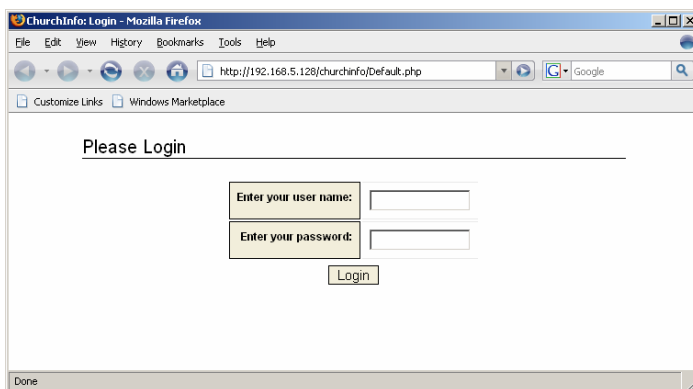 ChurchInfo: Login - Mozilla Firefox
File Edit View History Bookmarks Tools Help
http://192.168.5.128/churchinfo/Default.php
G Google
Customize Links Windows Marketplace
Please Login
Enter your user name:
Enter your password:
Login
Done